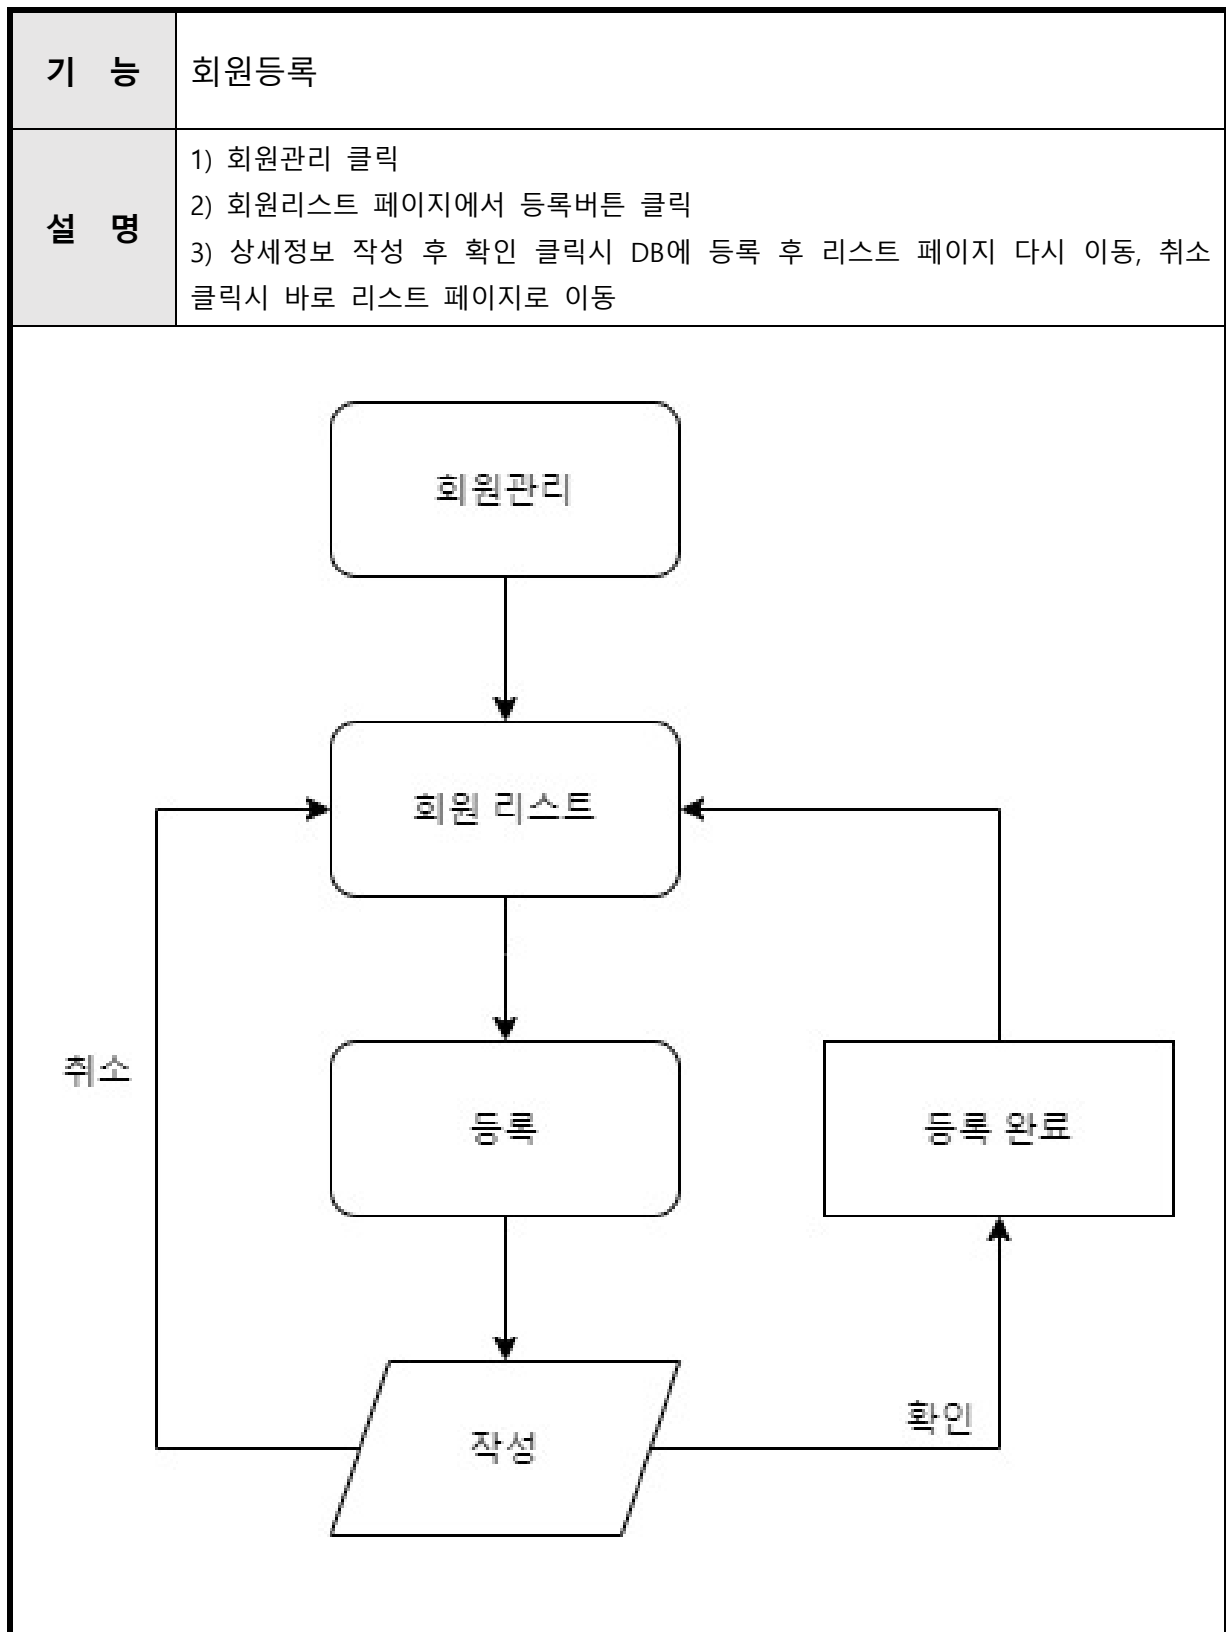 기 능
회원등록
설 명
1) 회원관리 클릭
2) 회원리스트 페이지에서 등록버튼 클릭
3) 상세정보 작성 후 확인 클릭시 DB에 등록 후 리스트 페이지 다시 이동, 취소
클릭시 바로 리스트 페이지로 이동
회원관리
회원 리스트
취소
등록
등록 완료
확인
작성